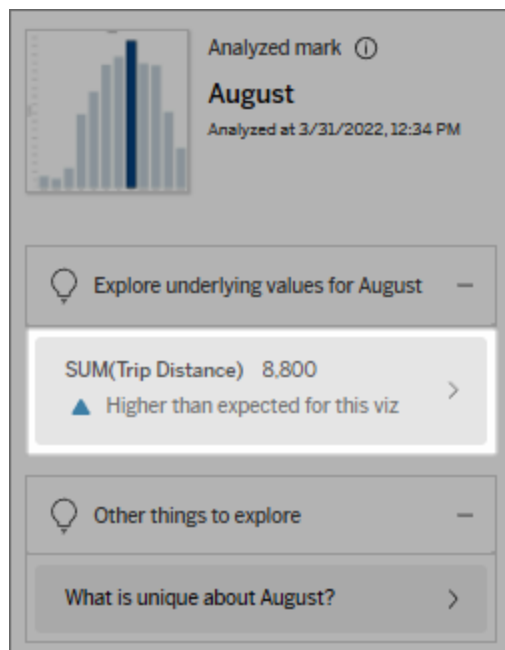 Analyzed mark
August
Analyzed at 3/31/2022, 12:34 PM
Explore underlying values for August
SUM(Trip Distance) 8,800
Higher than expected for this viz
Other things to explore
What is unique about August?